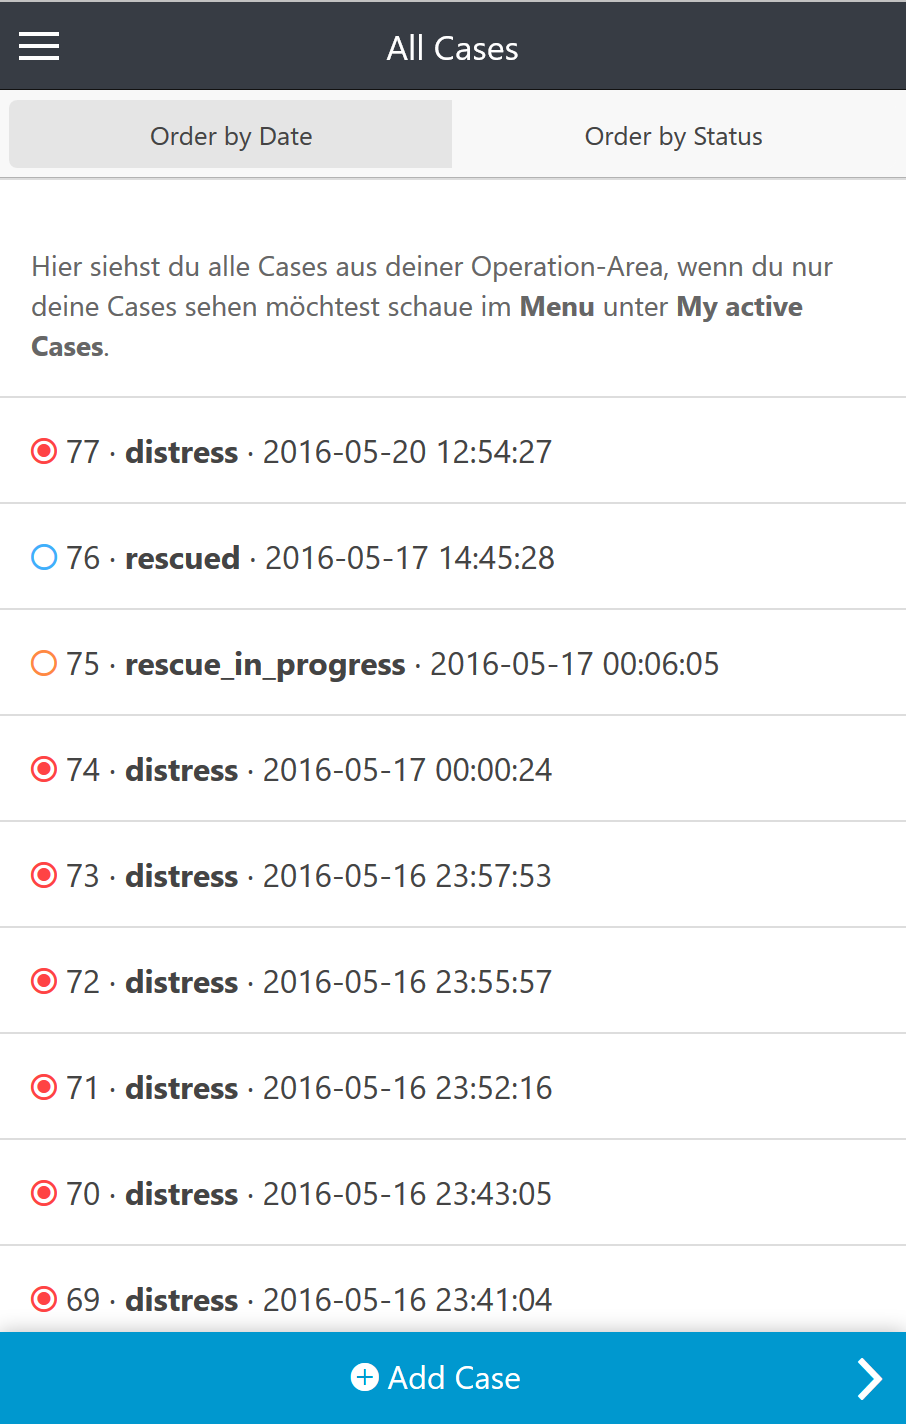 All Cases
Order by Date
Order by Status
Hier siehst du alle Cases aus deiner Operation-Area, wenn du nur
deine Cases sehen möchtest schaue im Menu unter My active
Cases.
77 · distress · 2016-05-20 12:54:27
76 · rescued · 2016-05-17 14:45:28
75 · rescue_in_progress · 2016-05-17 00:06:05
74 · distress · 2016-05-17 00:00:24
73 · distress · 2016-05-16 23:57:53
72 · distress · 2016-05-16 23:55:57
71 · distress · 2016-05-16 23:52:16
70 · distress · 2016-05-16 23:43:05
69 · distress · 2016-05-16 23:41:04
Add Case